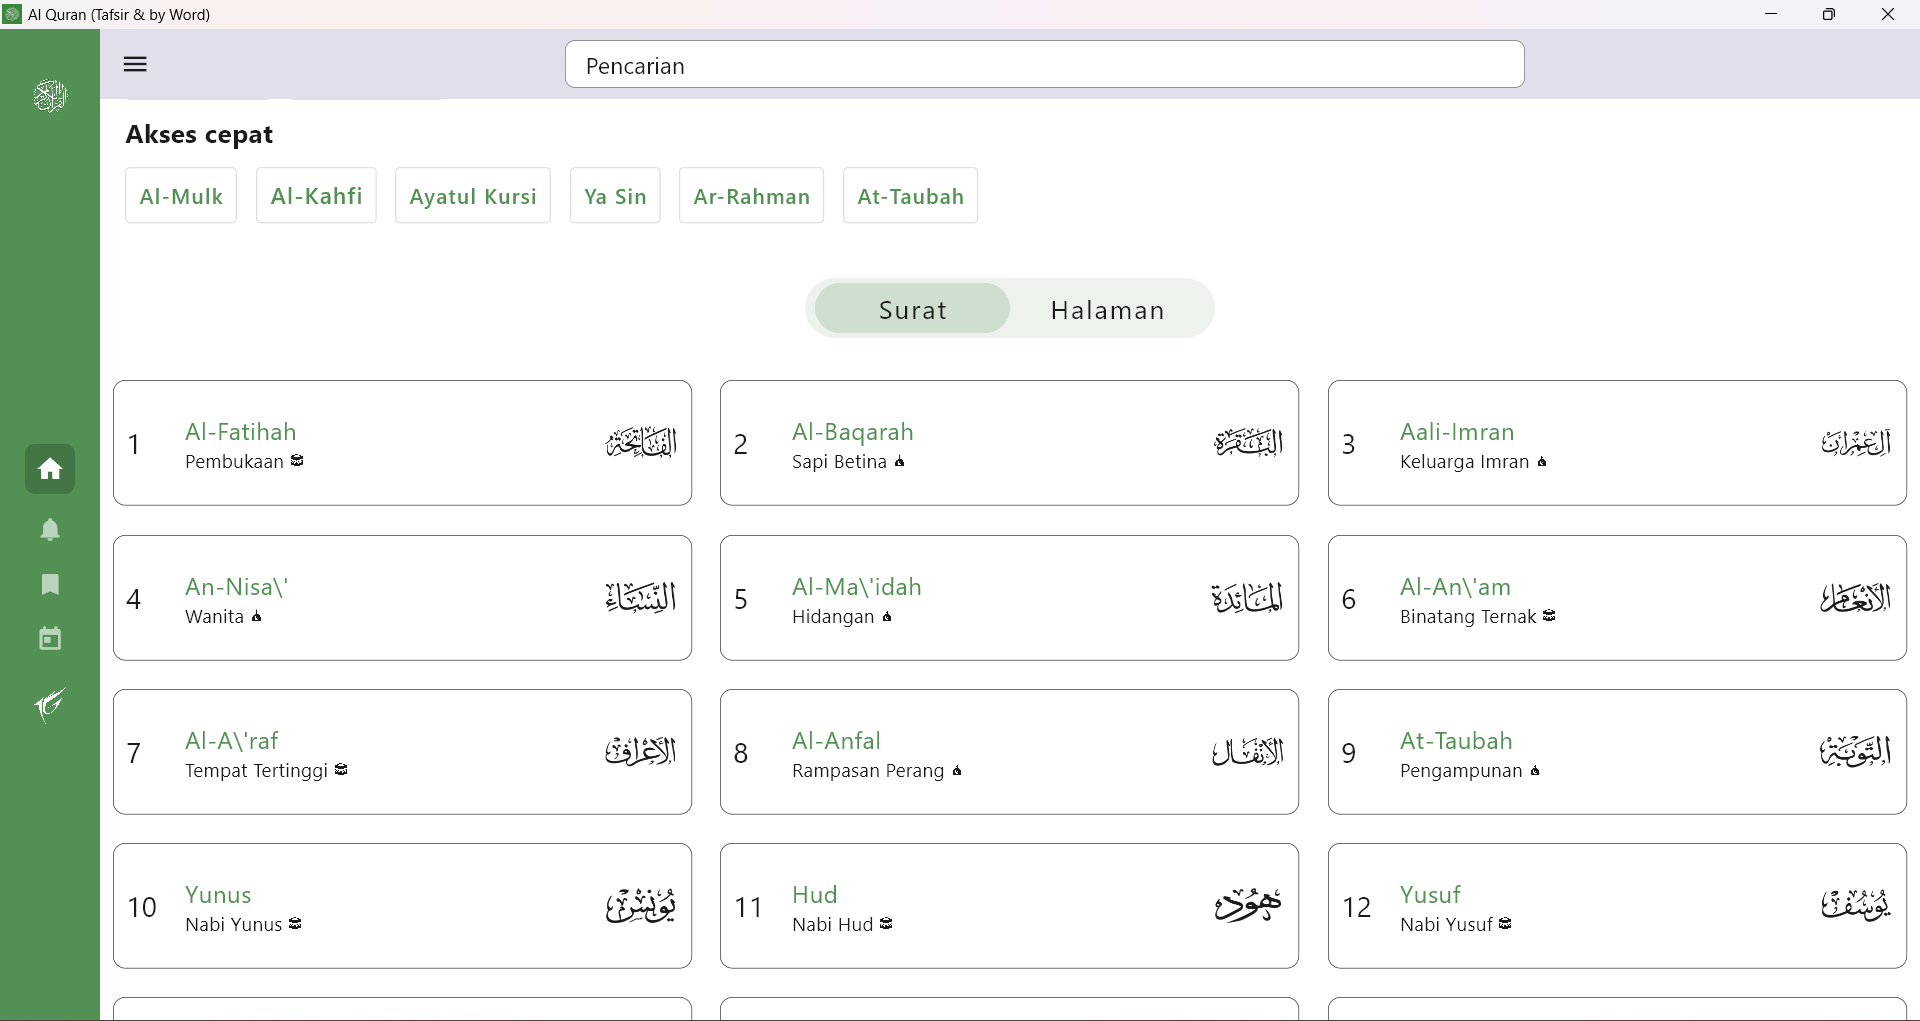 Al Quran (Tafsir & by Word)
Pencarian
Akses cepat
Al-Mulk
Al-Kahfi
Ayatul Kursi
Ya Sin
Ar-Rahman
At-Taubah
Surat
Halaman
1
Al-Fatihah
Pembukaan
الفاتحة
2
Al-Baqarah
Sapi Betina
البقرة
3
Aali-Imran
Keluarga Imran
آل عمران
4
An-Nisa\'
Wanita
النساء
5
Al-Ma\'idah
Hidangan
المائدة
6
Al-An\'am
Binatang Ternak
الأنعام
7
Al-A\'raf
Tempat Tertinggi
الأعراف
8
Al-Anfal
Rampasan Perang
الأنفال
9
At-Taubah
Pengampunan
التوبة
10
Yunus
Nabi Yunus
يونس
11
Hud
Nabi Hud
هود
12
Yusuf
Nabi Yusuf
يوسف